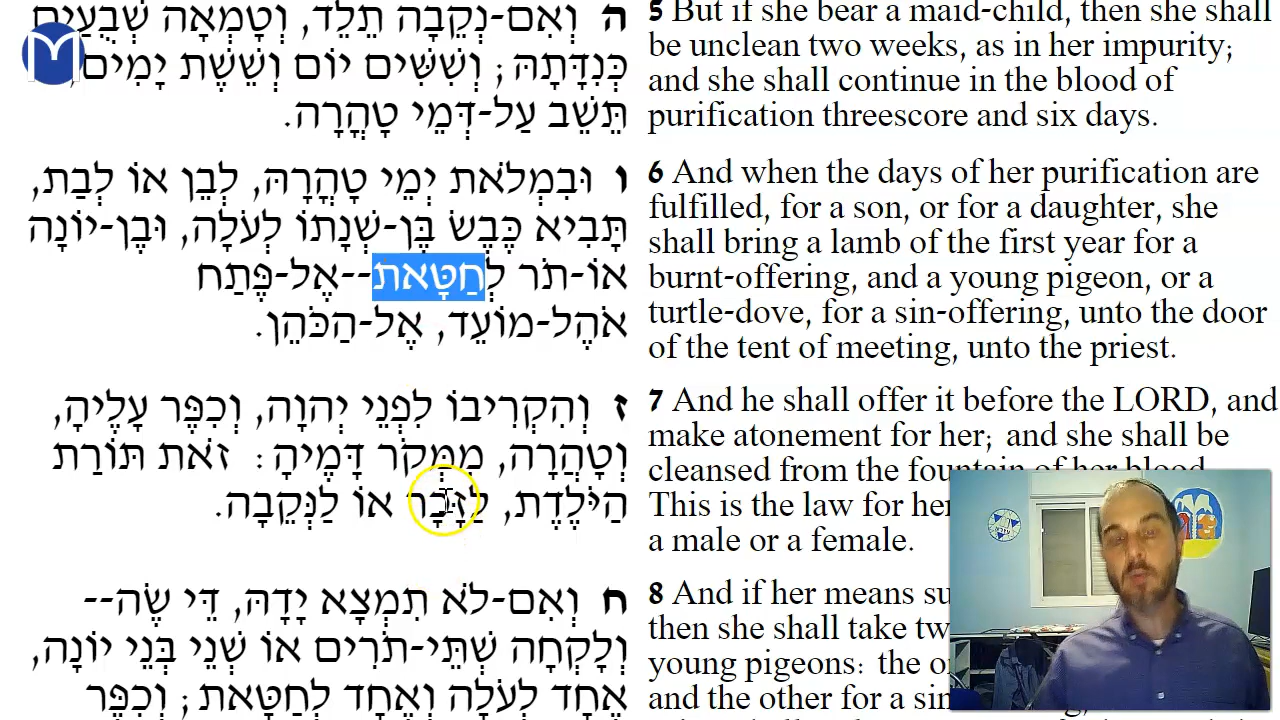 ה וְאִם-נְקֵבָה תֵלֵד, וְטָמְאָה שְׁבֻעַיִם
כְּנִדָּתָהּ; וְשִׁשִּׁים יוֹם וְשֵׁשֶׁת יָמִים,
תֵּשֵׁב עַל-דְּמֵי טָהֳרָה.
ו וּבִמְלֹאת יְמֵי טָהֳרָהּ, לְבֵן אוֹ לְבַת,
תָּבִיא כֶּבֶשׂ בֶּן-שְׁנָתוֹ לְעֹלָה, וּבֶן-יוֹנָה
אוֹ-תֹר לְחַטָּאת--אֶל-פֶּתַח
אֹהֶל-מוֹעֵד, אֶל-הַכֹּהֵן.
ז וְהִקְרִיבוֹ לִפְנֵי יְהוָה, וְכִפֶּר עָלֶיהָ,
וְטָהֲרָה, מִמְּקֹר דָּמֶיהָ: זֹאת תּוֹרַת
הַיֹּלֶדֶת, לַזָּכָר אוֹ לַנְּקֵבָה.
ח וְאִם-לֹא תִמְצָא יָדָהּ, דֵּי שֶׂה--
וְלָקְחָה שְׁתֵּי-תֹרִים אוֹ שְׁנֵי בְּנֵי יוֹנָה,
אֶחָד לְעֹלָה וְאֶחָד לְחַטָּאת; וְכִפֶּר
5 But if she bear a maid-child, then she shall
be unclean two weeks, as in her impurity;
and she shall continue in the blood of
purification threescore and six days.
6 And when the days of her purification are
fulfilled, for a son, or for a daughter, she
shall bring a lamb of the first year for a
burnt-offering, and a young pigeon, or a
turtle-dove, for a sin-offering, unto the door
of the tent of meeting, unto the priest.
7 And he shall offer it before the LORD, and
make atonement for her; and she shall be
cleansed from the fountain of her blood.
This is the law for her
a male or a female.
8 And if her means su
then she shall take tw
young pigeons: the o
and the other for a sin